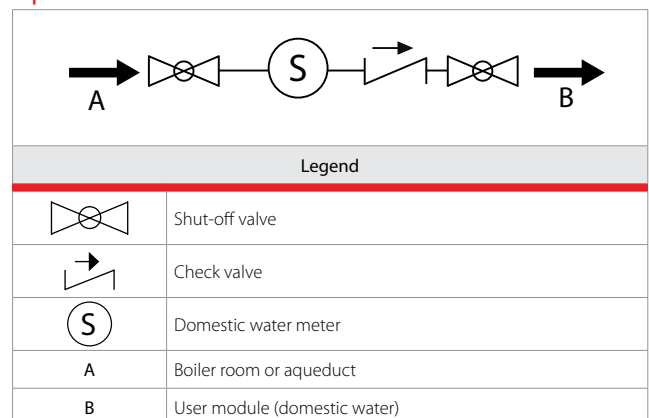 S
A
B
Legend
Shut-off valve
Check valve
S
Domestic water meter
A
Boiler room or aqueduct
B
User module (domestic water)